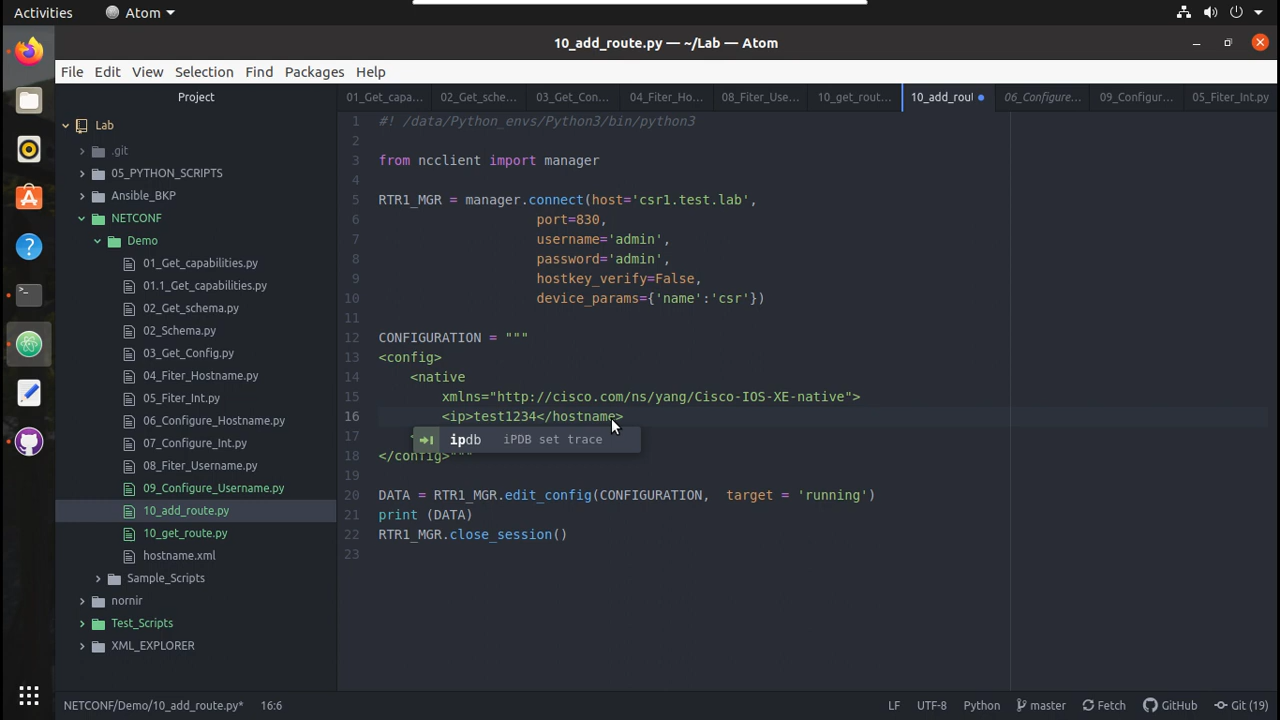 Activities
Atom
10_add_route.py — ~/Lab — Atom
File Edit View Selection Find Packages Help
Project
01_Get_capa...
02_Get_sche...
03_Get_Con...
04_Fiter_Ho...
08_Fiter_Use...
10_get_rout...
10_add_rou
06_Configure...
09_Configur...
05_Fiter_Int.py
Lab
.git
05_PYTHON_SCRIPTS
Ansible_BKP
NETCONF
Demo
01_Get_capabilities.py
01.1_Get_capabilities.py
02_Get_schema.py
02_Schema.py
03_Get_Config.py
04_Fiter_Hostname.py
05_Fiter_Int.py
06_Configure_Hostname.py
07_Configure_Int.py
08_Fiter_Username.py
09_Configure_Username.py
10_add_route.py
10_get_route.py
hostname.xml
Sample_Scripts
nornir
Test_Scripts
XML_EXPLORER
1 #! /data/Python_envs/Python3/bin/python3
2
3 from ncclient import manager
4
5 RTR1_MGR = manager.connect(host='csr1.test.lab',
6 port=830,
7 username='admin',
8 password='admin',
9 hostkey_verify=False,
10 device_params={'name':'csr'})
11
12 CONFIGURATION = """
13 <config>
14 <native
15 xmlns="http://cisco.com/ns/yang/Cisco-IOS-XE-native">
16 <ip>test1234</hostname>
17
ipdb iPDB set trace
18 </config>"""
19
20 DATA = RTR1_MGR.edit_config(CONFIGURATION, target = 'running')
21 print (DATA)
22 RTR1_MGR.close_session()
23
NETCONF/Demo/10_add_route.py* 16:6
LF UTF-8 Python master Fetch GitHub Git (19)